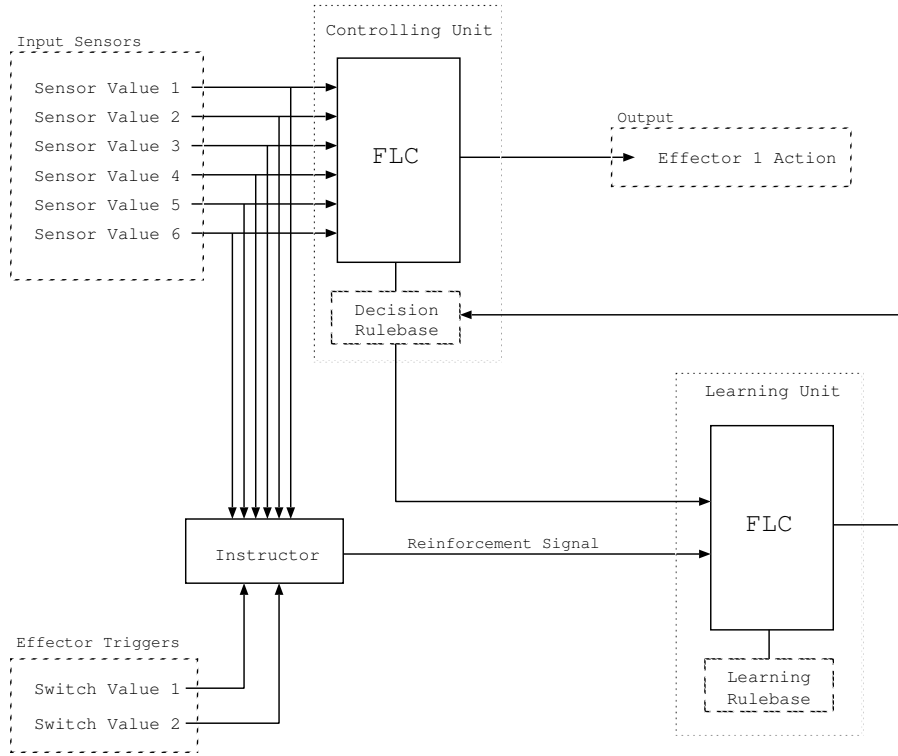 Controlling Unit
Input Sensors
Sensor Value 1
Sensor Value 2
Sensor Value 3
Sensor Value 4
Sensor Value 5
Sensor Value 6
FLC
Output
Effector 1 Action
Decision
Rulebase
Learning Unit
FLC
Instructor
Reinforcement Signal
Effector Triggers
Switch Value 1
Switch Value 2
Learning
Rulebase